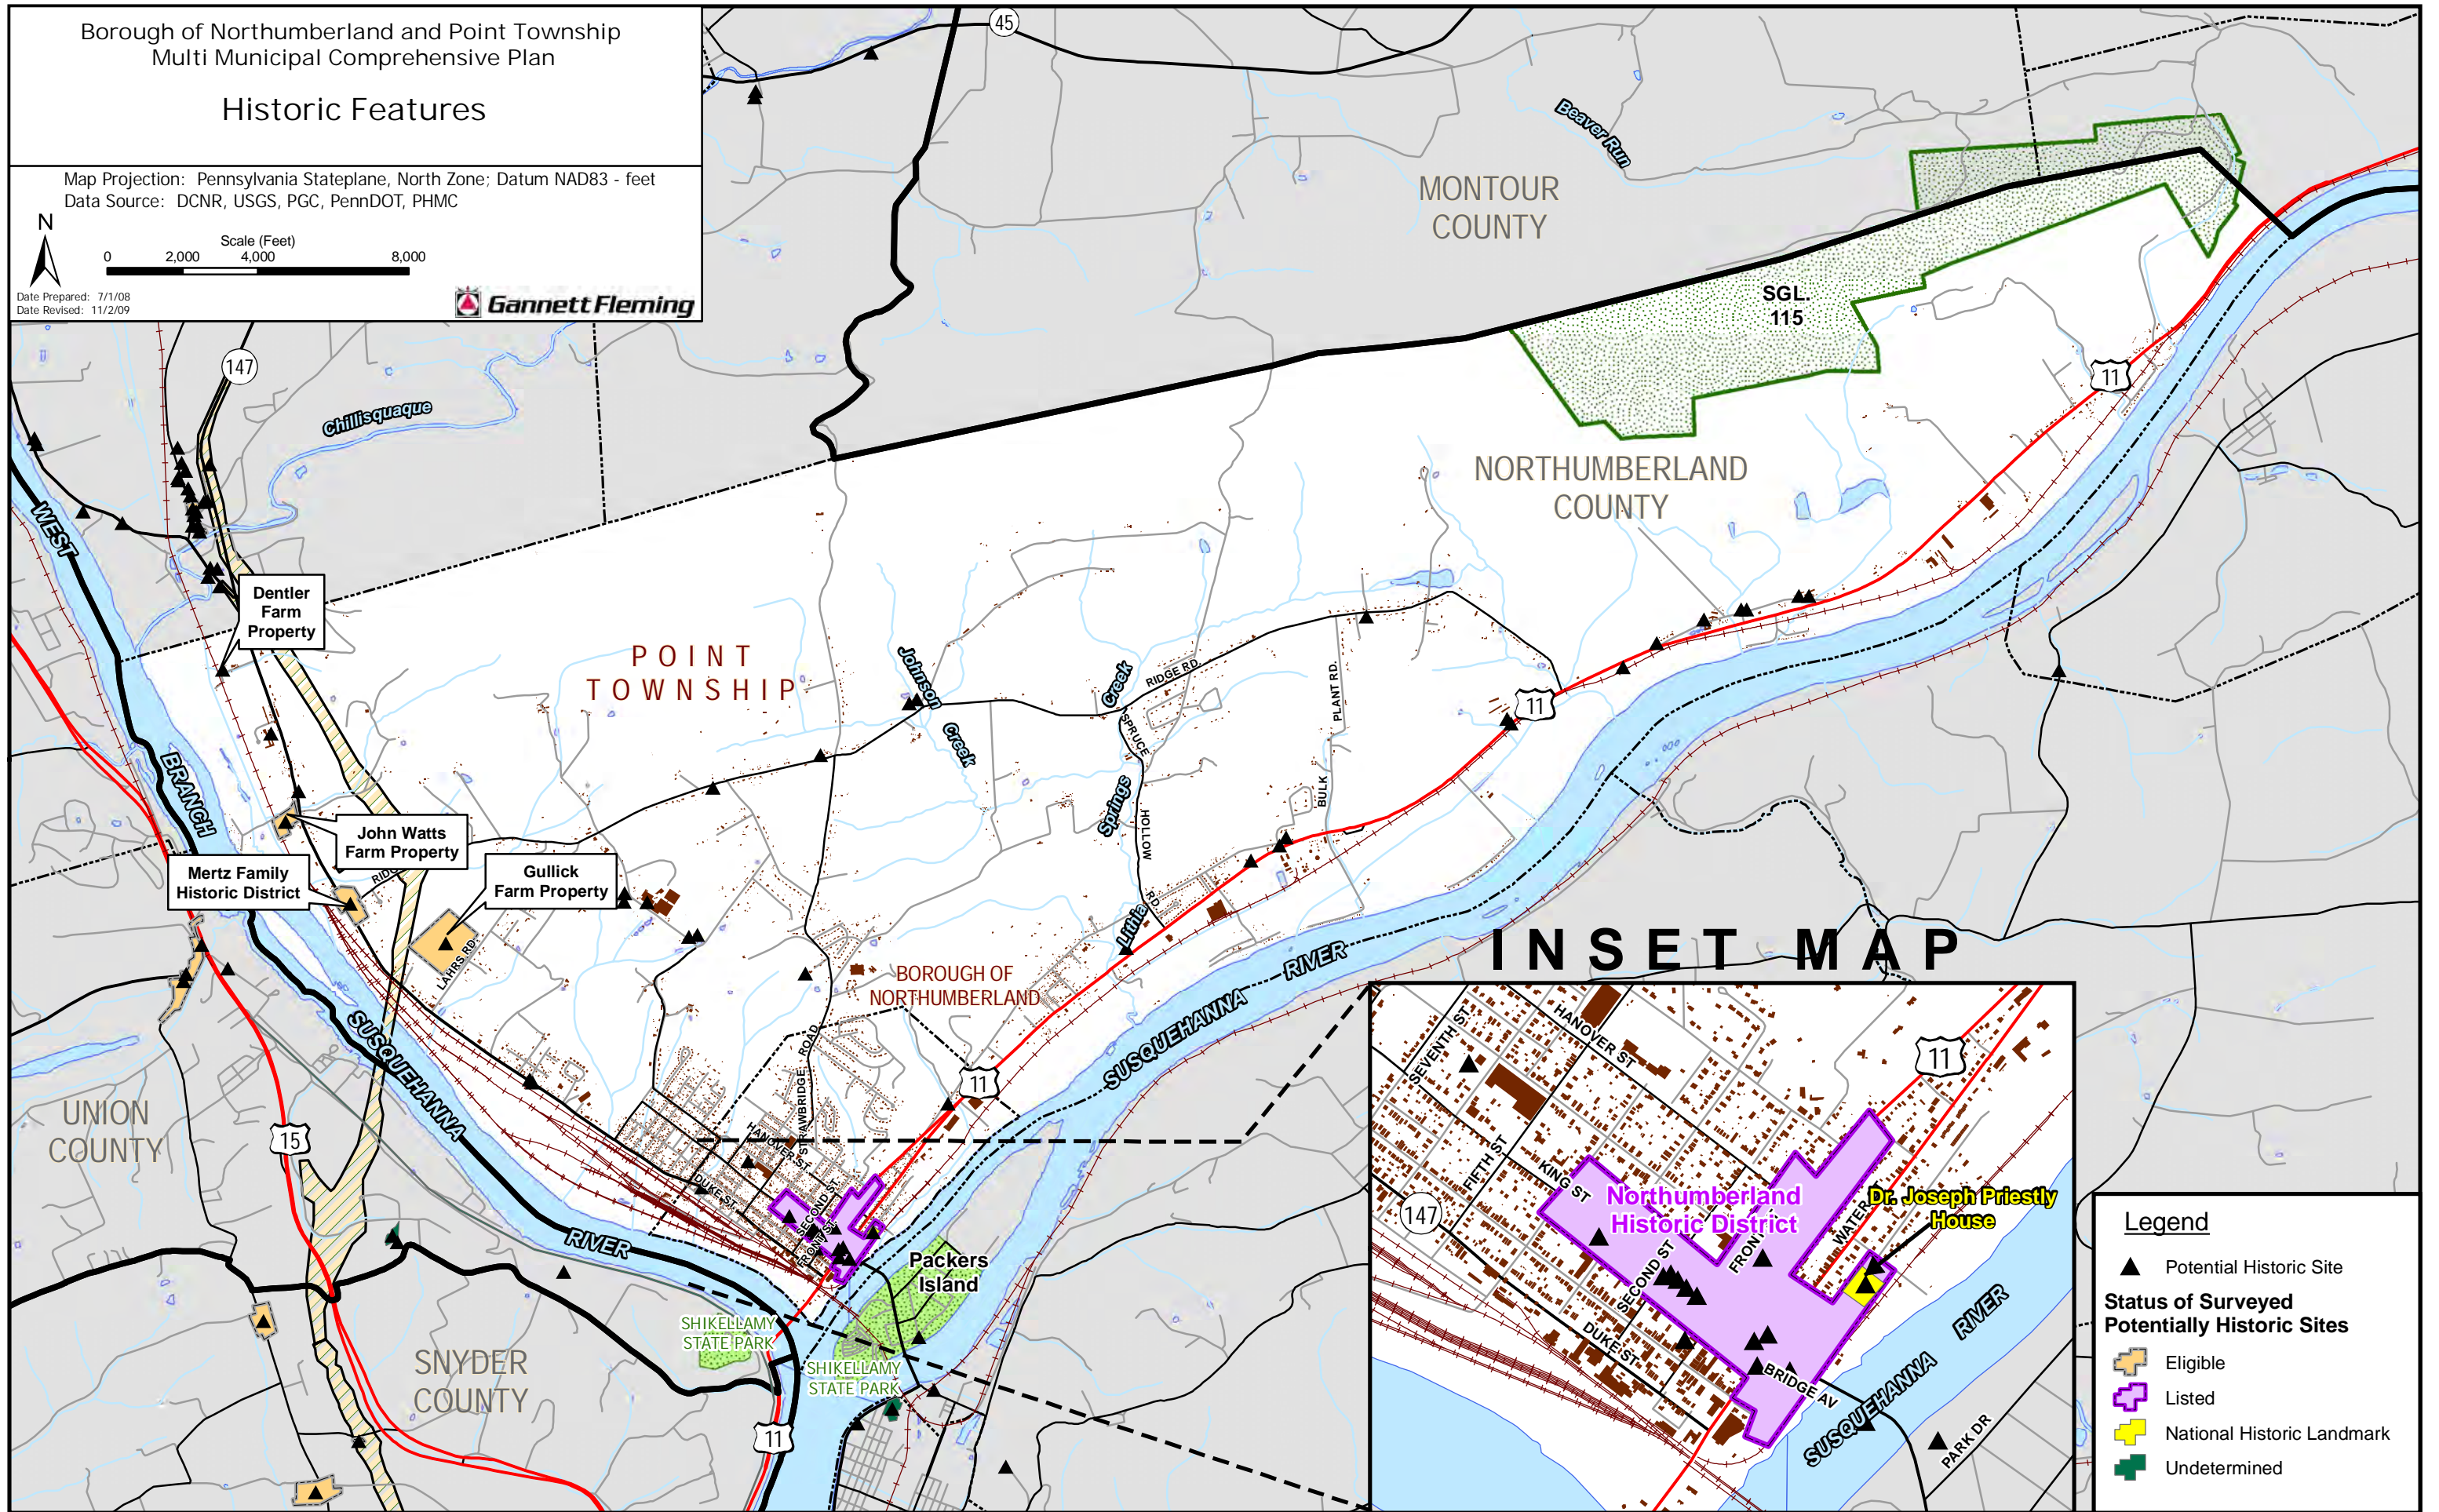 Borough of Northumberland and Point Township
Multi Municipal Comprehensive Plan
Historic Features
Map Projection: Pennsylvania Stateplane, North Zone; Datum NAD83 - feet
Data Source: DCNR, USGS, PGC, PennDOT, PHMC
N
Scale (Feet)
0 2,000 4,000 8,000
Date Prepared: 7/1/08
Date Revised: 11/2/09
Gannett Fleming
45
Beaver Run
MONTOUR
COUNTY
SGL.
115
11
147
Chillisquaque
NORTHUMBERLAND
COUNTY
WEST
BRANCH
SUSQUEHANNA
RIVER
Dentler
Farm
Property
POINT
TOWNSHIP
Johnson
Creek
Creek
Springs
Lithia
RIDGE RD.
SPRUCE
HOLLOW
RD.
PLANT RD.
BULK
11
John Watts
Farm Property
Mertz Family
Historic District
Gullick
Farm Property
RIDG
LAHRS RD.
BOROUGH OF
NORTHUMBERLAND
STRAWBRIDGE ROAD
11
SUSQUEHANNA RIVER
HANOVER ST.
DUKE ST.
SECOND ST.
FRONT ST.
UNION
COUNTY
15
Packers
Island
SHIKELLAMY
STATE PARK
SHIKELLAMY
STATE PARK
SNYDER
COUNTY
11
INSET MAP
HANOVER ST
SEVENTH ST
11
FIFTH ST
KING ST
Northumberland
Historic District
Dr. Joseph Priestly
House
WATER
147
SECOND ST
FRONT
DUKE ST
BRIDGE AV
SUSQUEHANNA
RIVER
PARK DR
Legend
Potential Historic Site
Status of Surveyed
Potentially Historic Sites
Eligible
Listed
National Historic Landmark
Undetermined